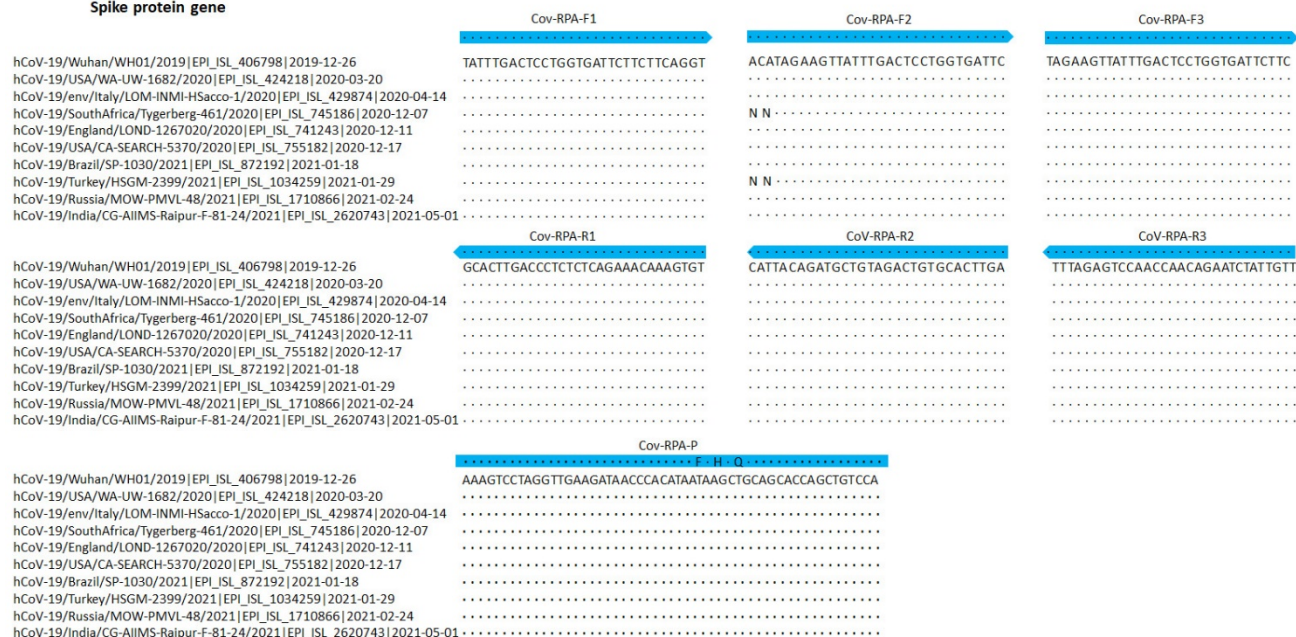 Spike protein gene
Cov-RPA-F1 Cov-RPA-F2 Cov-RPA-F3
hCoV-19/Wuhan/WH01/2019|EPI_ISL_406798|2019-12-26 TATTTGACTCCTGGTGATTCTTCTTCAGGT ACATAGAAGTTATTTGACTCCTGGTGATTC TAGAAGTTATTTGACTCCTGGTGATTCTTC
hCoV-19/USA/WA-UW-1682/2020|EPI_ISL_424218|2020-03-20
hCoV-19/env/Italy/LOM-INMI-HSacco-1/2020|EPI_ISL_429874|2020-04-14
hCoV-19/SouthAfrica/Tygerberg-461/2020|EPI_ISL_745186|2020-12-07 N N
hCoV-19/England/LOND-1267020/2020|EPI_ISL_741243|2020-12-11
hCoV-19/USA/CA-SEARCH-5370/2020|EPI_ISL_755182|2020-12-17
hCoV-19/Brazil/SP-1030/2021|EPI_ISL_872192|2021-01-18
hCoV-19/Turkey/HSGM-2399/2021|EPI_ISL_1034259|2021-01-29 N N
hCoV-19/Russia/MOW-PMVL-48/2021|EPI_ISL_1710866|2021-02-24
hCoV-19/India/CG-AIIMS-Raipur-F-81-24/2021|EPI_ISL_2620743|2021-05-01
Cov-RPA-R1 CoV-RPA-R2 CoV-RPA-R3
hCoV-19/Wuhan/WH01/2019|EPI_ISL_406798|2019-12-26 GCACTTGACCCTCTCTCAGAAACAAAGTGT CATTACAGATGCTGTAGACTGTGCACTTGA TTTAGAGTCCAACCAACAGAATCTATTGTT
hCoV-19/USA/WA-UW-1682/2020|EPI_ISL_424218|2020-03-20
hCoV-19/env/Italy/LOM-INMI-HSacco-1/2020|EPI_ISL_429874|2020-04-14
hCoV-19/SouthAfrica/Tygerberg-461/2020|EPI_ISL_745186|2020-12-07
hCoV-19/England/LOND-1267020/2020|EPI_ISL_741243|2020-12-11
hCoV-19/USA/CA-SEARCH-5370/2020|EPI_ISL_755182|2020-12-17
hCoV-19/Brazil/SP-1030/2021|EPI_ISL_872192|2021-01-18
hCoV-19/Turkey/HSGM-2399/2021|EPI_ISL_1034259|2021-01-29
hCoV-19/Russia/MOW-PMVL-48/2021|EPI_ISL_1710866|2021-02-24
hCoV-19/India/CG-AIIMS-Raipur-F-81-24/2021|EPI_ISL_2620743|2021-05-01
Cov-RPA-P
F · H · Q
hCoV-19/Wuhan/WH01/2019|EPI_ISL_406798|2019-12-26 AAAGTCCTAGGTTGAAGATAACCCACATAATAAGCTGCAGCACCAGCTGTCCA
hCoV-19/USA/WA-UW-1682/2020|EPI_ISL_424218|2020-03-20
hCoV-19/env/Italy/LOM-INMI-HSacco-1/2020|EPI_ISL_429874|2020-04-14
hCoV-19/SouthAfrica/Tygerberg-461/2020|EPI_ISL_745186|2020-12-07
hCoV-19/England/LOND-1267020/2020|EPI_ISL_741243|2020-12-11
hCoV-19/USA/CA-SEARCH-5370/2020|EPI_ISL_755182|2020-12-17
hCoV-19/Brazil/SP-1030/2021|EPI_ISL_872192|2021-01-18
hCoV-19/Turkey/HSGM-2399/2021|EPI_ISL_1034259|2021-01-29
hCoV-19/Russia/MOW-PMVL-48/2021|EPI_ISL_1710866|2021-02-24
hCoV-19/India/CG-AIIMS-Raipur-F-81-24/2021|EPI_ISL_2620743|2021-05-01